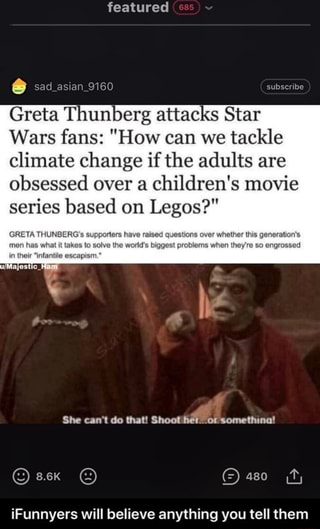 featured 685
sad_asian_9160
subscribe
Greta Thunberg attacks Star
Wars fans: "How can we tackle
climate change if the adults are
obsessed over a children's movie
series based on Legos?"
GRETA THUNBERG's supporters have raised questions over whether this generation's
men has what it takes to solve the world's biggest problems when they're so engrossed
in their "infantile escapism."
u/Majestic_Ham
She can't do that! Shoot her...or something!
8.6K
480
iFunnyers will believe anything you tell them